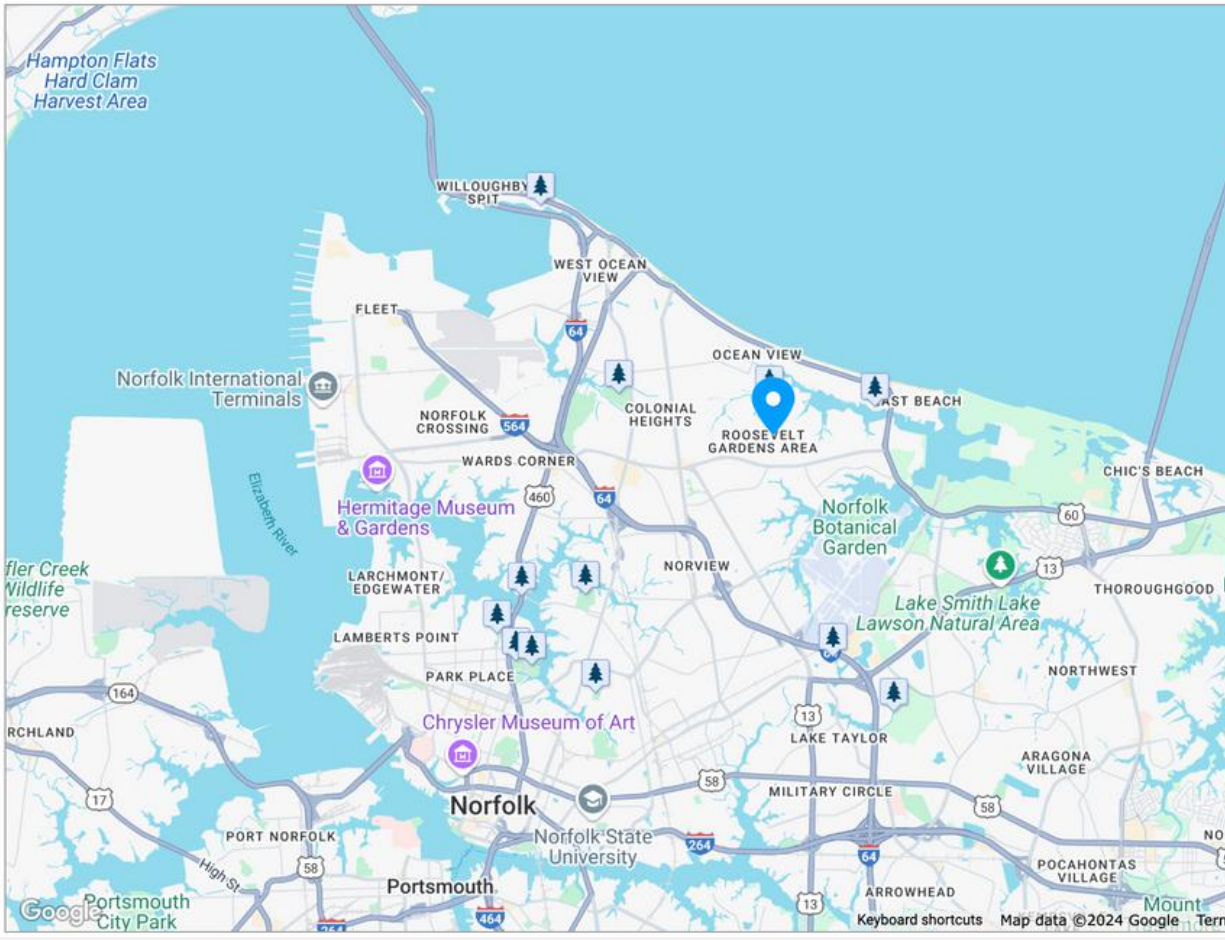 Hampton Flats
Hard Clam
Harvest Area
WILLOUGHBY
SPIT
WEST OCEAN
VIEW
FLEET
64
OCEAN VIEW
Norfolk International
Terminals
AST BEACH
COLONIAL
HEIGHTS
NORFOLK
CROSSING
564
ROOSEVELT
GARDENS AREA
WARDS CORNER
CHIC'S BEACH
Elizabeth River
Hermitage Museum
& Gardens
460
64
Norfolk
Botanical
Garden
60
fler Creek
Wildlife
reserve
LARCHMONT/
EDGEWATER
NORVIEW
13
THOROUGHGOOD
Lake Smith Lake
Lawson Natural Area
LAMBERTS POINT
PARK PLACE
NORTHWEST
164
RCHLAND
Chrysler Museum of Art
13
LAKE TAYLOR
ARAGONA
VILLAGE
58
MILITARY CIRCLE
17
Norfolk
58
Norfolk State
University
PORT NORFOLK
264
64
NO
High St
58
POCAHONTAS
VILLAGE
Portsmouth
ARROWHEAD
Portsmouth
City Park
Google
264
464
13
Mount
Keyboard shortcuts
Map data ©2024 Google
Tern